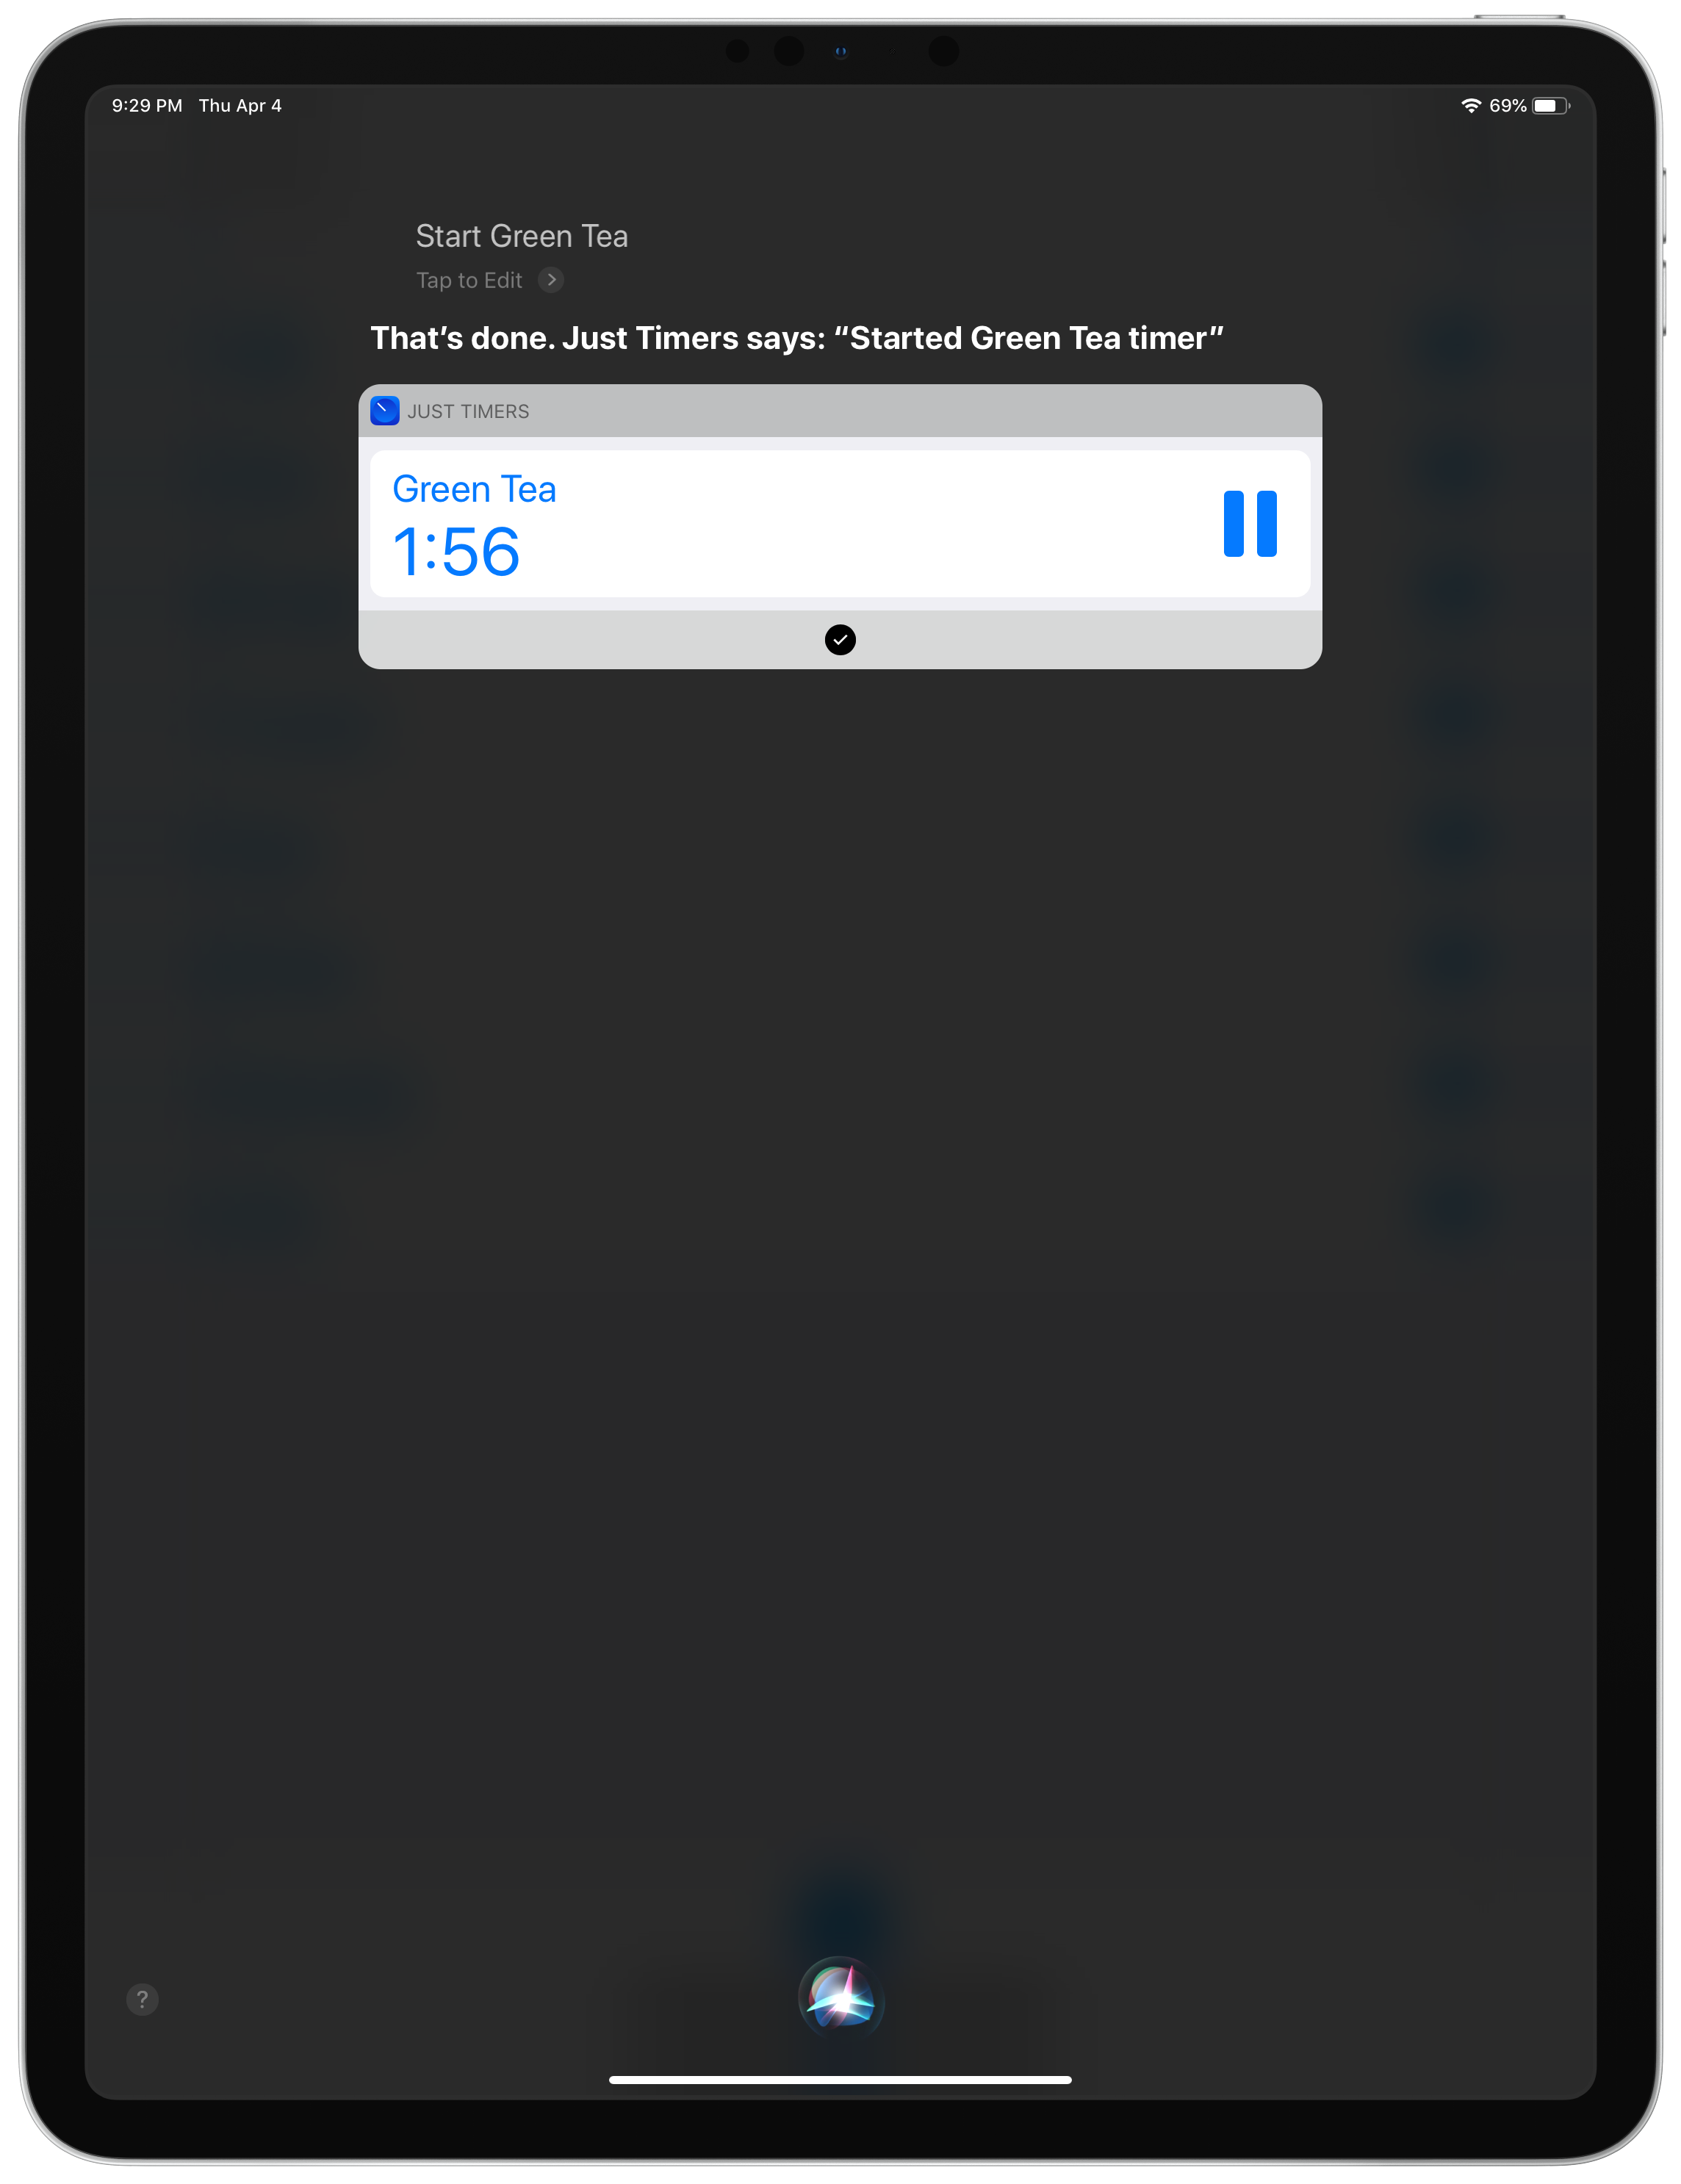 9:29 PM Thu Apr 4 69%
Start Green Tea
Tap to Edit
That’s done. Just Timers says: “Started Green Tea timer”
JUST TIMERS
Green Tea
1:56
?